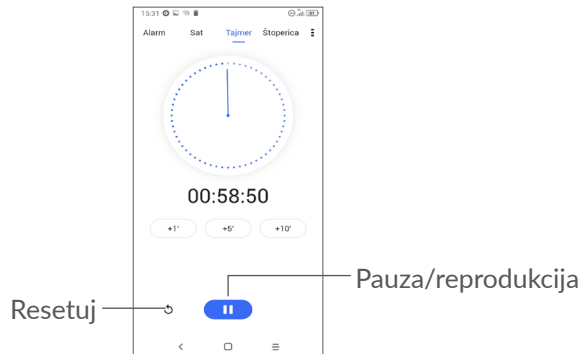 15:31
Alarm Sat Tajmer Štoperica
00:58:50
+1' +5' +10'
Pauza/reprodukcija
Resetuj